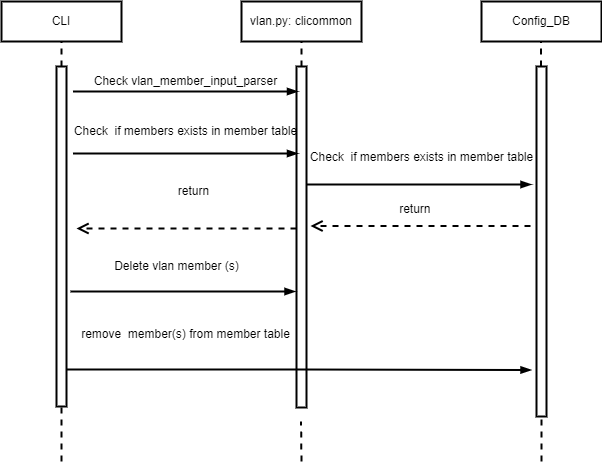 CLI
vlan.py: clicommon
Config_DB
Check vlan_member_input_parser
Check if members exists in member table
Check if members exists in member table
return
return
Delete vlan member (s)
remove member(s) from member table